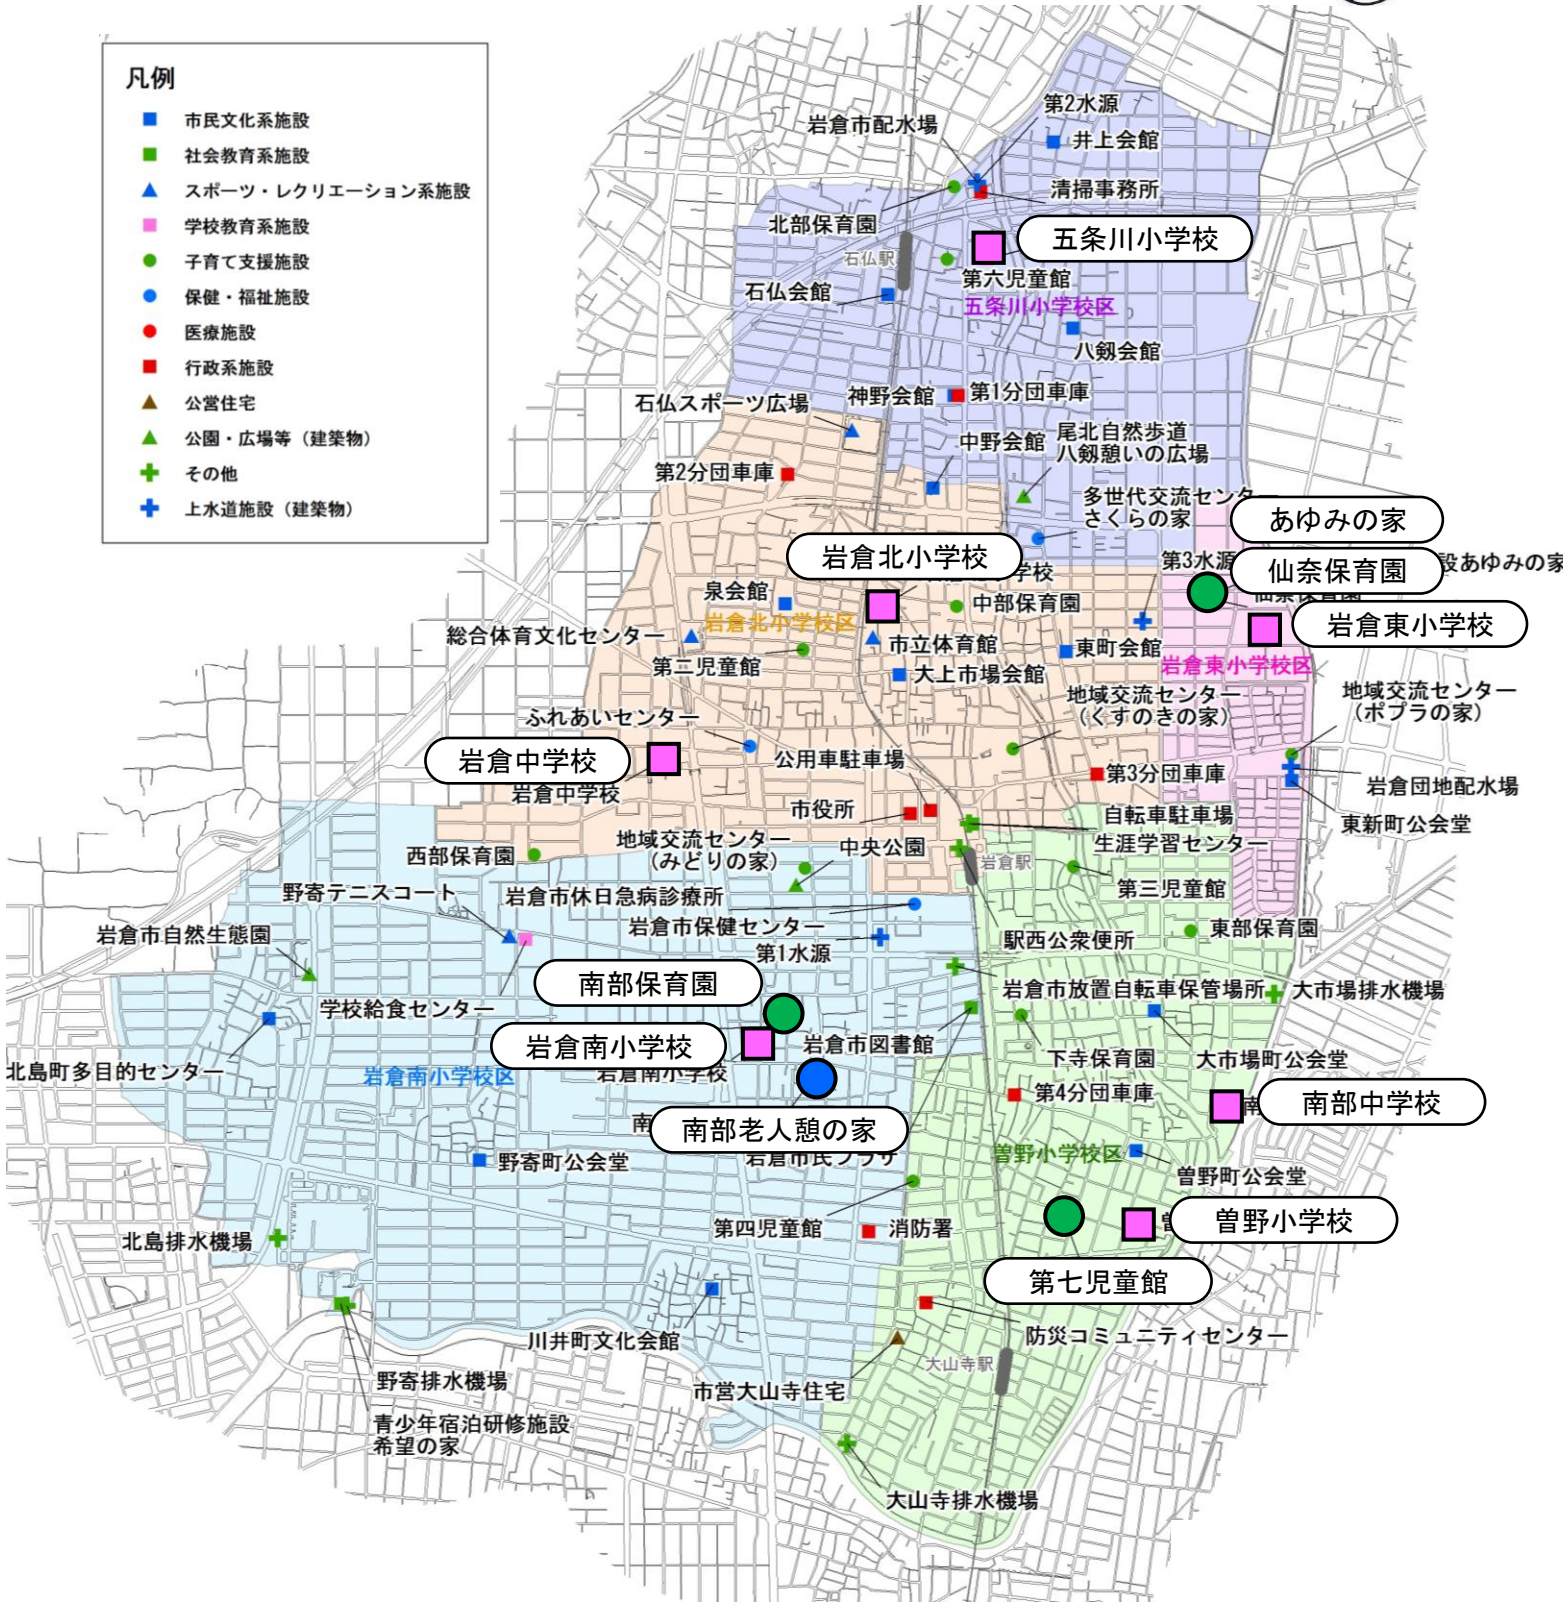 凡例
市民文化系施設
社会教育系施設
スポーツ・レクリエーション系施設
学校教育系施設
子育て支援施設
保健・福祉施設
医療施設
行政系施設
公営住宅
公園・広場等（建築物）
その他
上水道施設（建築物）
第2水源
岩倉市配水場
井上会館
清掃事務所
北部保育園
五条川小学校
石仏駅
第六児童館
石仏会館
五条川小学校区
八剱会館
神野会館
第1分団車庫
石仏スポーツ広場
中野会館
尾北自然歩道
八剱憩いの広場
第2分団車庫
多世代交流センター
さくらの家
あゆみの家
岩倉北小学校
学校
第3水源
仙奈保育園
設あゆみの家
泉会館
中部保育園
岩倉北小学校区
岩倉東小学校
総合体育文化センター
市立体育館
東町会館
第二児童館
岩倉東小学校区
大上市場会館
地域交流センター
（くすのきの家）
地域交流センター
（ポプラの家）
ふれあいセンター
岩倉中学校
公用車駐車場
第3分団車庫
岩倉団地配水場
岩倉中学校
市役所
自転車駐車場
東新町公会堂
地域交流センター
（みどりの家）
中央公園
生涯学習センター
西部保育園
岩倉駅
第三児童館
野寄テニスコート
岩倉市休日急病診療所
岩倉市保健センター
東部保育園
岩倉市自然生態園
第1水源
駅西公衆便所
南部保育園
岩倉市放置自転車保管場所
大市場排水機場
学校給食センター
岩倉南小学校
岩倉市図書館
下寺保育園
大市場町公会堂
北島町多目的センター
岩倉南小学校区
岩倉南小学校
第4分団車庫
南
南部中学校
南
南部老人憩の家
岩倉市民プラザ
曽野小学校区
野寄町公会堂
曽野町公会堂
第四児童館
消防署
曽野小学校
北島排水機場
第七児童館
川井町文化会館
防災コミュニティセンター
大山寺駅
野寄排水機場
市営大山寺住宅
青少年宿泊研修施設
希望の家
大山寺排水機場